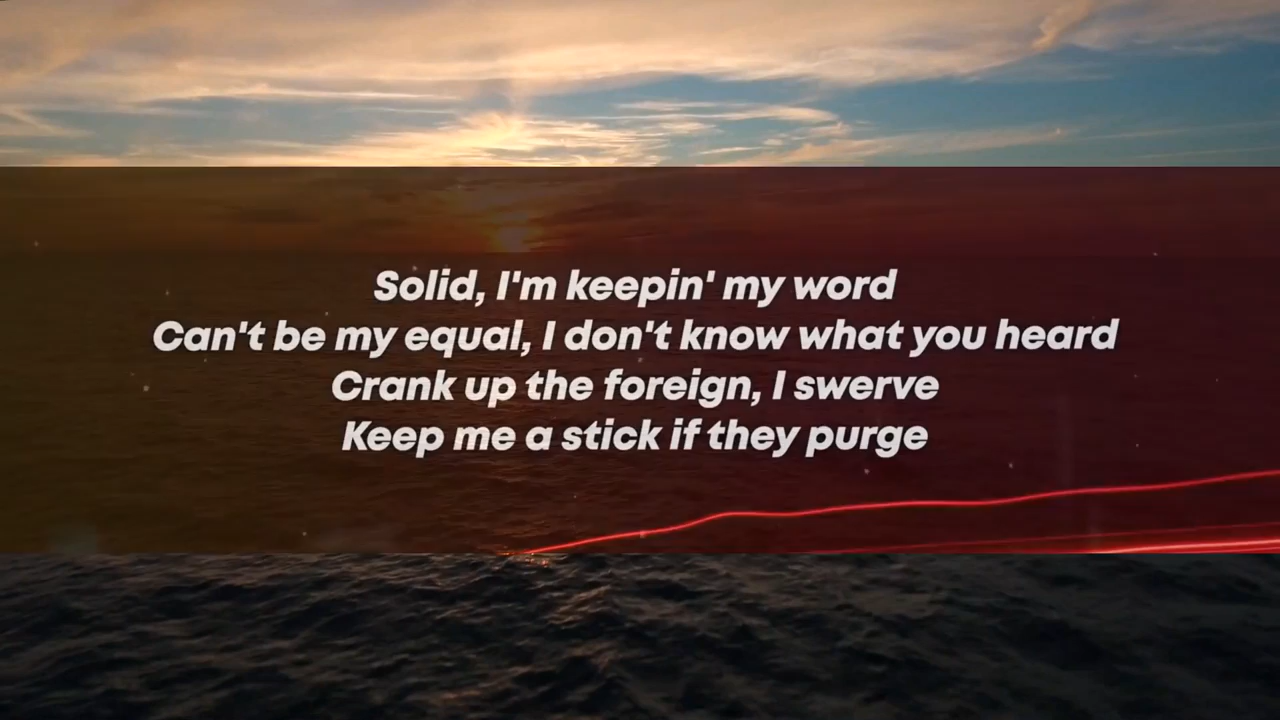 Solid, I'm keepin' my word
Can't be my equal, I don't know what you heard
Crank up the foreign, I swerve
Keep me a stick if they purge